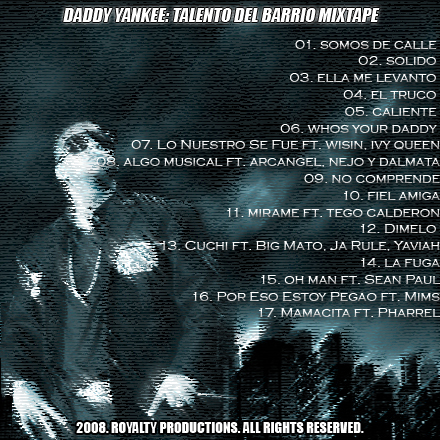 DADDY YANKEE: TALENTO DEL BARRIO MIXTAPE
01. SOMOS DE CALLE
02. SOLIDO
03. ELLA ME LEVANTO
04. EL TRUCO
05. CALIENTE
06. WHOS YOUR DADDY
07. LO NUESTRO SE FUE FT. WISIN, IVY QUEEN
08. ALGO MUSICAL FT. ARCANGEL, NEJO Y DALMATA
09. NO COMPRENDE
10. FIEL AMIGA
11. MIRAME FT. TEGO CALDERON
12. DIMELO
13. CUCHI FT. BIG MATO, JA RULE, YAVIAH
14. LA FUGA
15. OH MAN FT. SEAN PAUL
16. POR ESO ESTOY PEGAO FT. MIMS
17. MAMACITA FT. PHARREL
2008. ROYALTY PRODUCTIONS. ALL RIGHTS RESERVED.